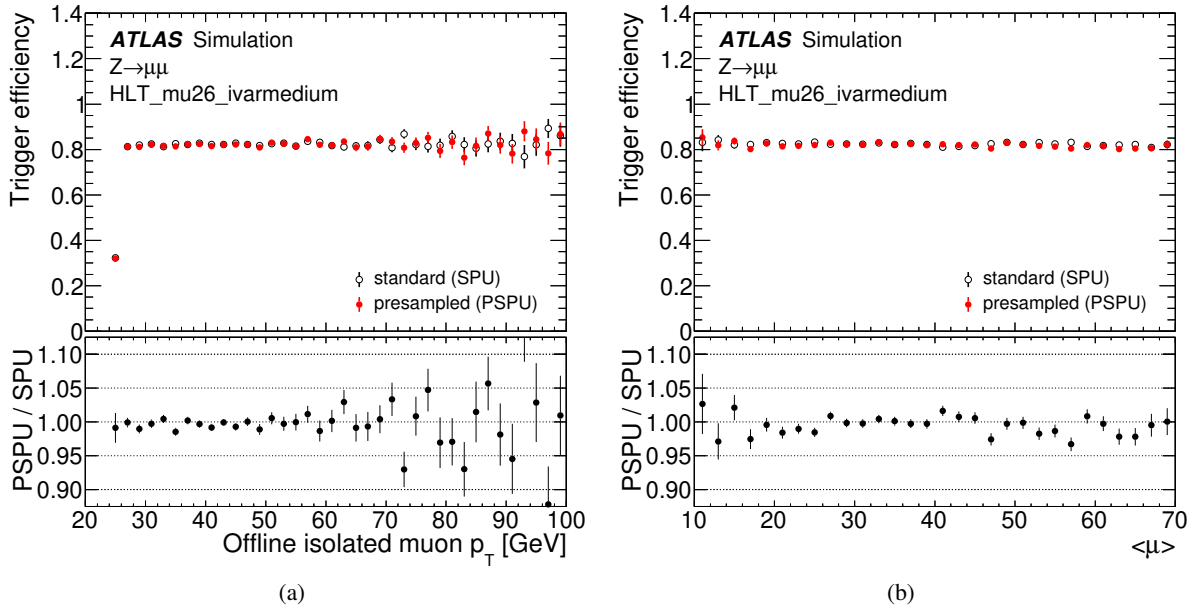 Trigger efficiency
1.4
1.2
1
0.8
0.6
0.4
0.2
0
ATLAS Simulation
Z→μμ
HLT_mu26_ivarmedium
standard (SPU)
presampled (PSPU)
PSPU / SPU
1.10
1.05
1.00
0.95
0.90
20 30 40 50 60 70 80 90 100
Offline isolated muon p_T [GeV]
(a)
Trigger efficiency
1.4
1.2
1
0.8
0.6
0.4
0.2
0
ATLAS Simulation
Z→μμ
HLT_mu26_ivarmedium
standard (SPU)
presampled (PSPU)
PSPU / SPU
1.10
1.05
1.00
0.95
0.90
10 20 30 40 50 60 70
<μ>
(b)